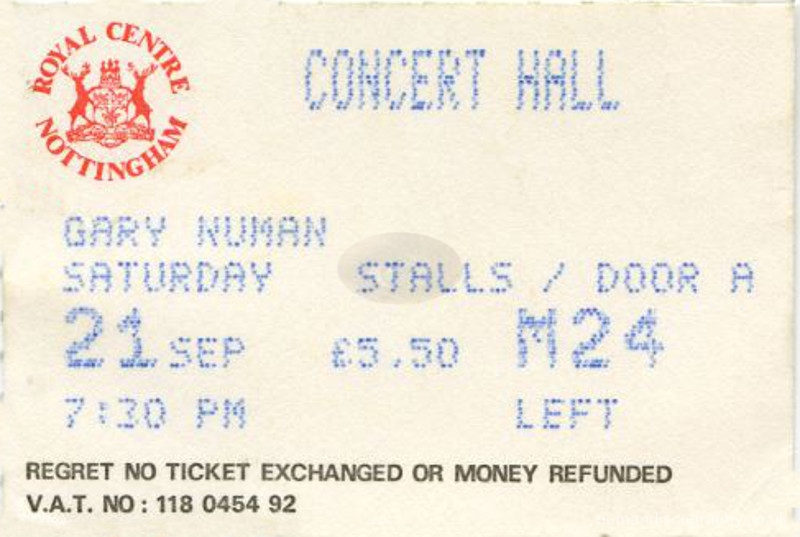 ROYAL CENTRE
NOTTINGHAM
CONCERT HALL
GARY NUMAN
SATURDAY STALLS / DOOR A
21 SEP £5.50 M24
7:30 PM LEFT
REGRET NO TICKET EXCHANGED OR MONEY REFUNDED
V.A.T. NO : 118 0454 92